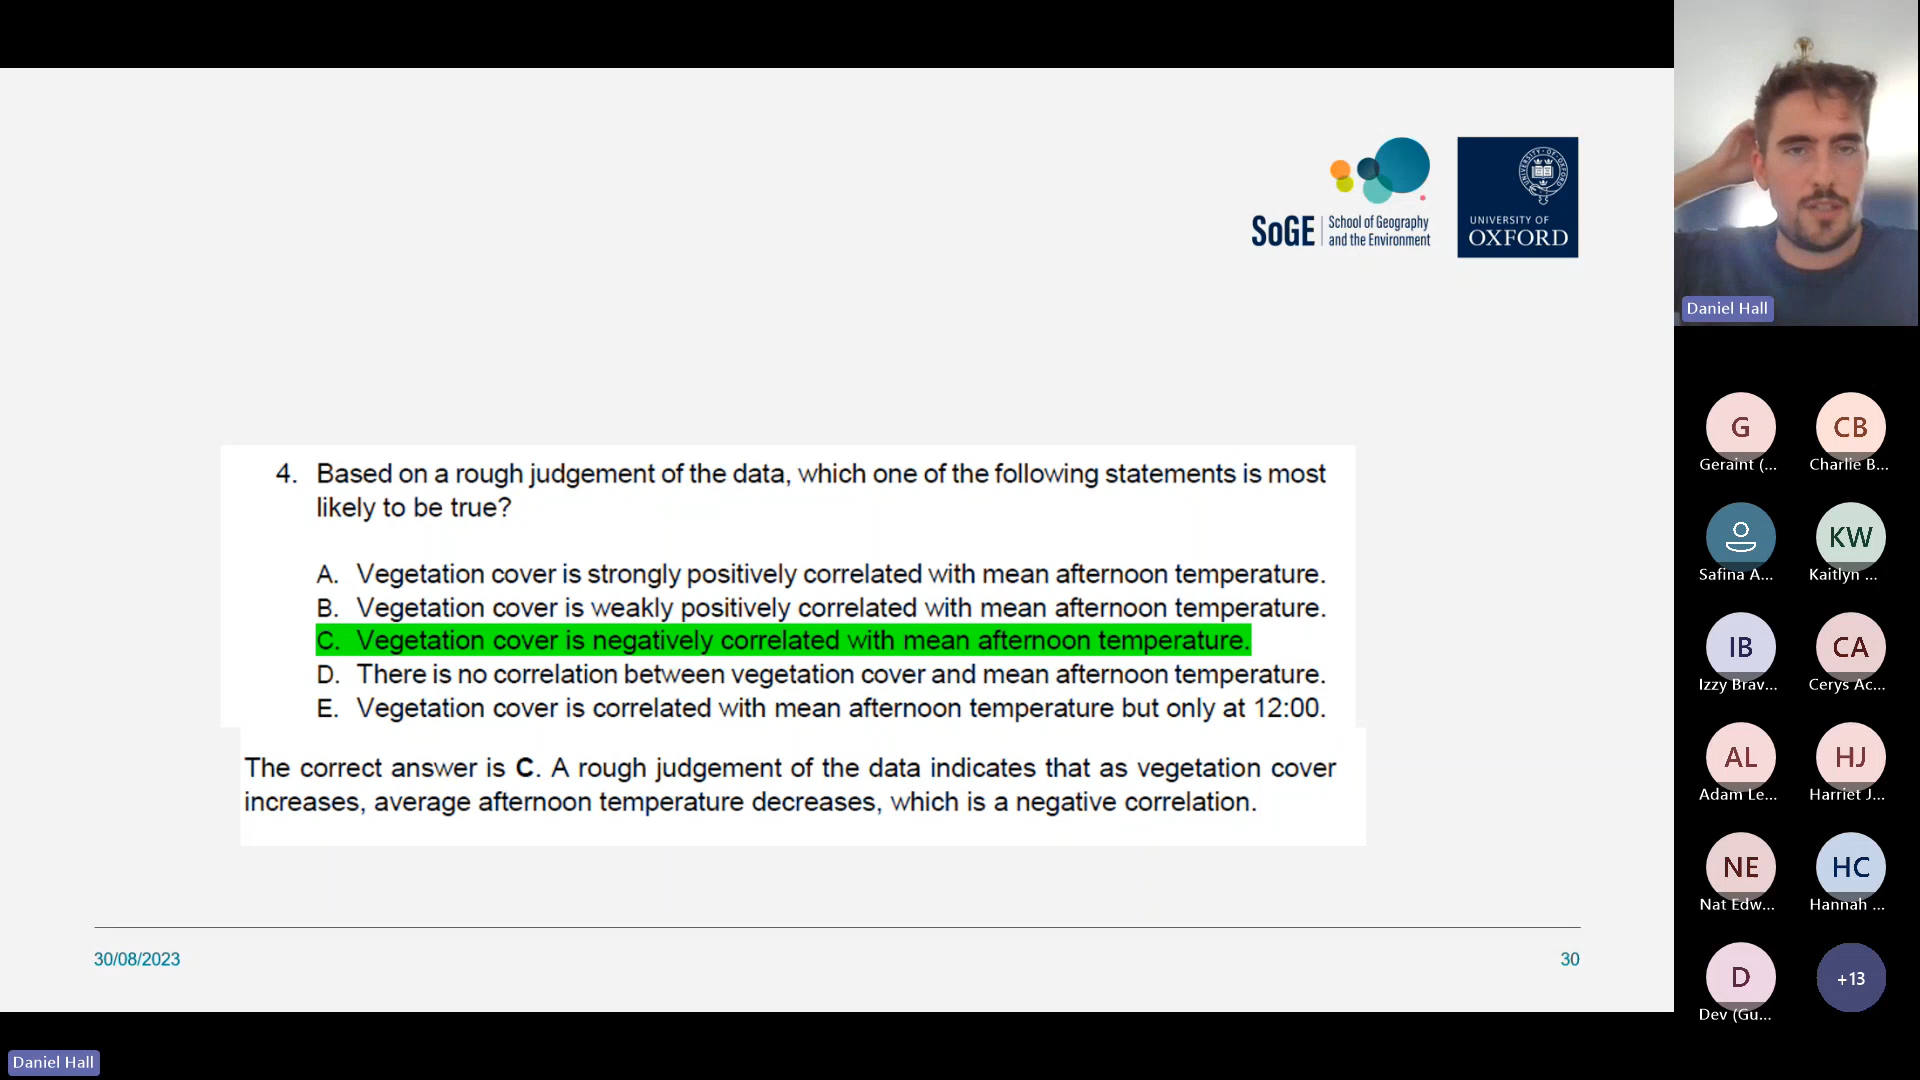 SoGE
School of Geography
and the Environment
UNIVERSITY OF
OXFORD
4. Based on a rough judgement of the data, which one of the following statements is most
likely to be true?
A. Vegetation cover is strongly positively correlated with mean afternoon temperature.
B. Vegetation cover is weakly positively correlated with mean afternoon temperature.
C. Vegetation cover is negatively correlated with mean afternoon temperature.
D. There is no correlation between vegetation cover and mean afternoon temperature.
E. Vegetation cover is correlated with mean afternoon temperature but only at 12:00.
The correct answer is C. A rough judgement of the data indicates that as vegetation cover
increases, average afternoon temperature decreases, which is a negative correlation.
30/08/2023
30
Daniel Hall
Daniel Hall
G
CB
Geraint (...
Charlie B...
KW
Safina A...
Kaitlyn ...
IB
CA
Izzy Brav...
Cerys Ac...
AL
HJ
Adam Le...
Harriet J...
NE
HC
Nat Edw...
Hannah ...
D
+13
Dev (Gu...